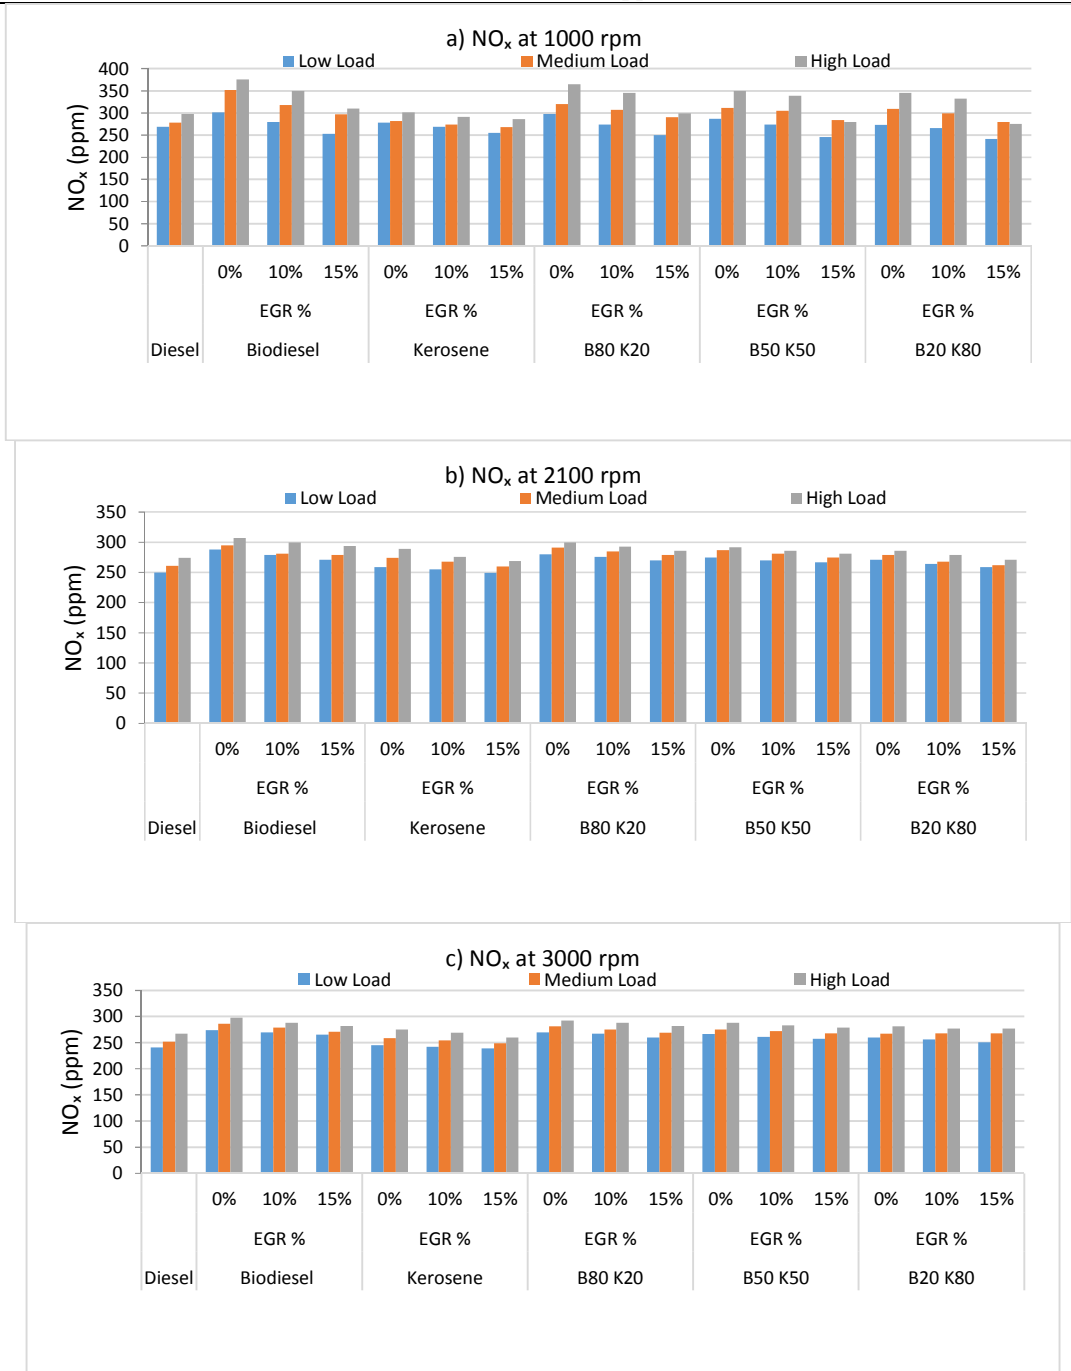 a) NOₓ at 1000 rpm
Low Load Medium Load High Load
400
350
300
250
200
150
100
50
0
NOₓ (ppm)
0% 10% 15% 0% 10% 15% 0% 10% 15% 0% 10% 15% 0% 10% 15%
EGR % EGR % EGR % EGR % EGR %
Diesel Biodiesel Kerosene B80 K20 B50 K50 B20 K80
b) NOₓ at 2100 rpm
Low Load Medium Load High Load
350
300
250
200
150
100
50
0
NOₓ (ppm)
0% 10% 15% 0% 10% 15% 0% 10% 15% 0% 10% 15% 0% 10% 15%
EGR % EGR % EGR % EGR % EGR %
Diesel Biodiesel Kerosene B80 K20 B50 K50 B20 K80
c) NOₓ at 3000 rpm
Low Load Medium Load High Load
350
300
250
200
150
100
50
0
NOₓ (ppm)
0% 10% 15% 0% 10% 15% 0% 10% 15% 0% 10% 15% 0% 10% 15%
EGR % EGR % EGR % EGR % EGR %
Diesel Biodiesel Kerosene B80 K20 B50 K50 B20 K80